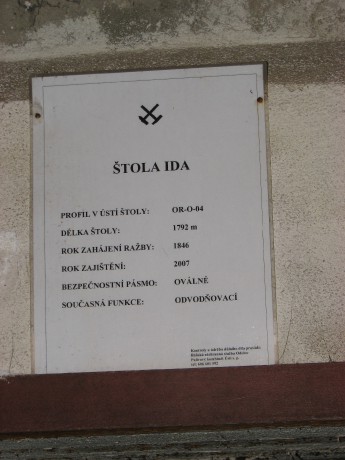 ŠTOLA IDA
PROFIL V ÚSTÍ ŠTOLY: OR-O-04
DÉLKA ŠTOLY: 1792 m
ROK ZAHÁJENÍ RAŽBY: 1846
ROK ZAJIŠTĚNÍ: 2007
BEZPEČNOSTNÍ PÁSMO: OVÁLNÉ
SOUČASNÁ FUNKCE: ODVODŇOVACÍ